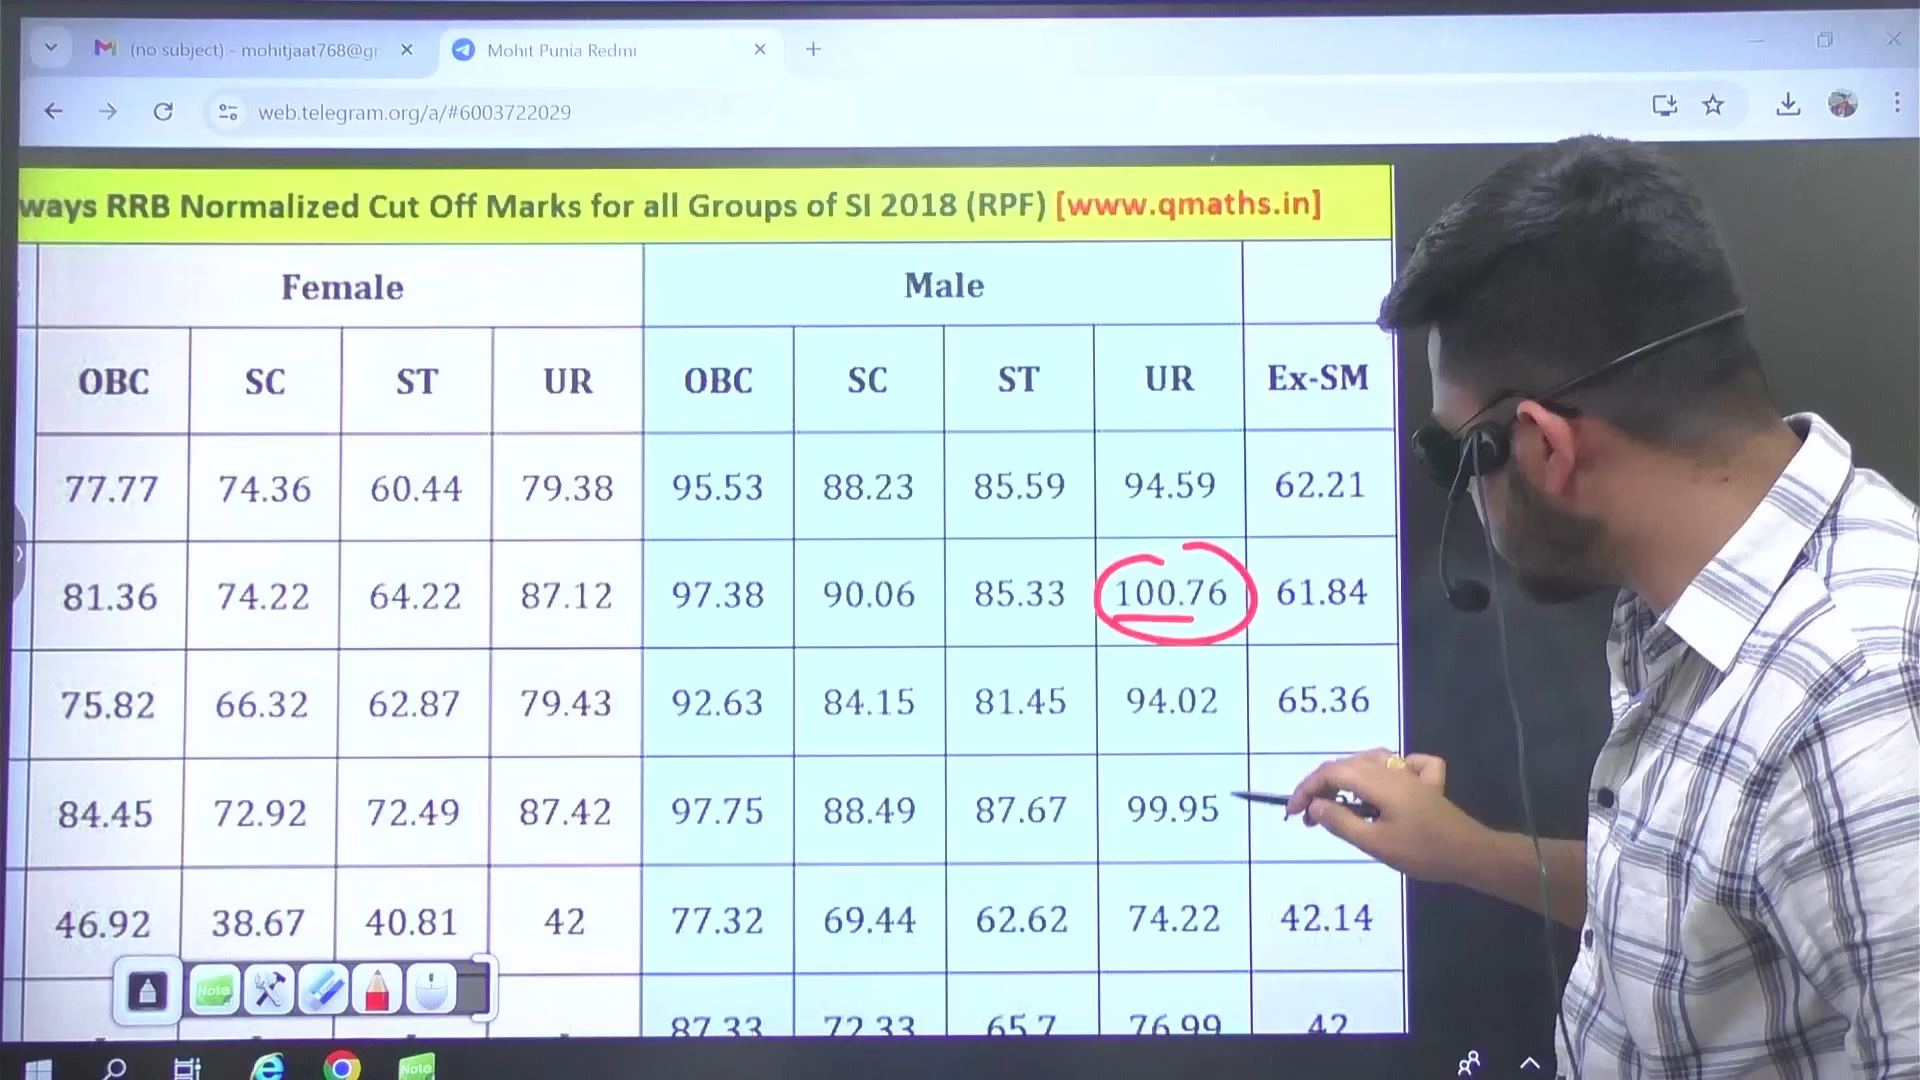 (no subject) - mohitjaat768@gr
Mohit Punia Redmi
web.telegram.org/a/#6003722029
ways RRB Normalized Cut Off Marks for all Groups of SI 2018 (RPF) [www.qmaths.in]
Female Male
OBC SC ST UR OBC SC ST UR Ex-SM
77.77 74.36 60.44 79.38 95.53 88.23 85.59 94.59 62.21
81.36 74.22 64.22 87.12 97.38 90.06 85.33 100.76 61.84
75.82 66.32 62.87 79.43 92.63 84.15 81.45 94.02 65.36
84.45 72.92 72.49 87.42 97.75 88.49 87.67 99.95
46.92 38.67 40.81 42 77.32 69.44 62.62 74.22 42.14
87.33 72.33 65.7 76.99 42
Note
Note